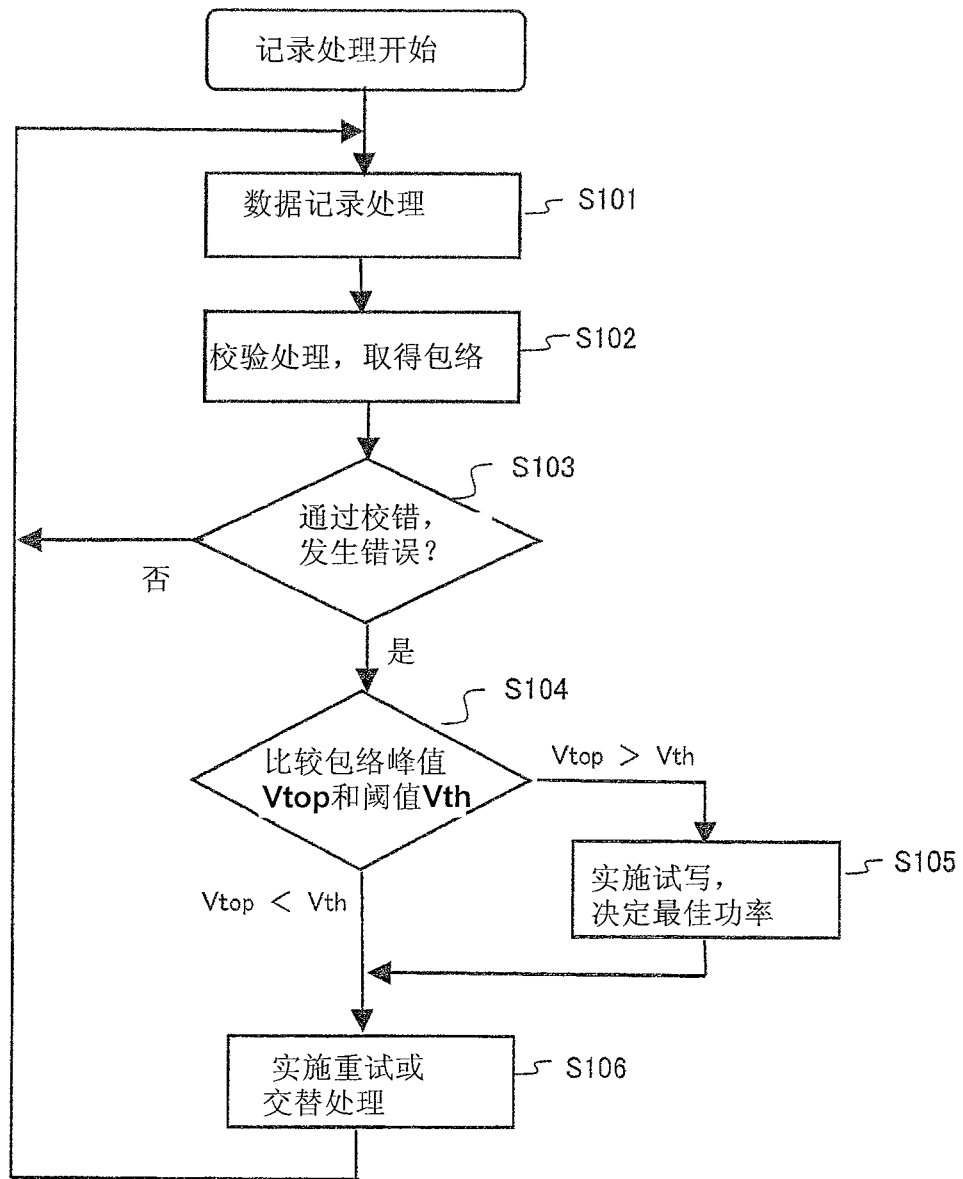 记录处理开始
数据记录处理
S101
校验处理，取得包络
S102
S103
通过校错，
发生错误？
否
是
S104
比较包络峰值
Vtop和阈值Vth
Vtop > Vth
Vtop < Vth
实施试写，
决定最佳功率
S105
实施重试或
交替处理
S106